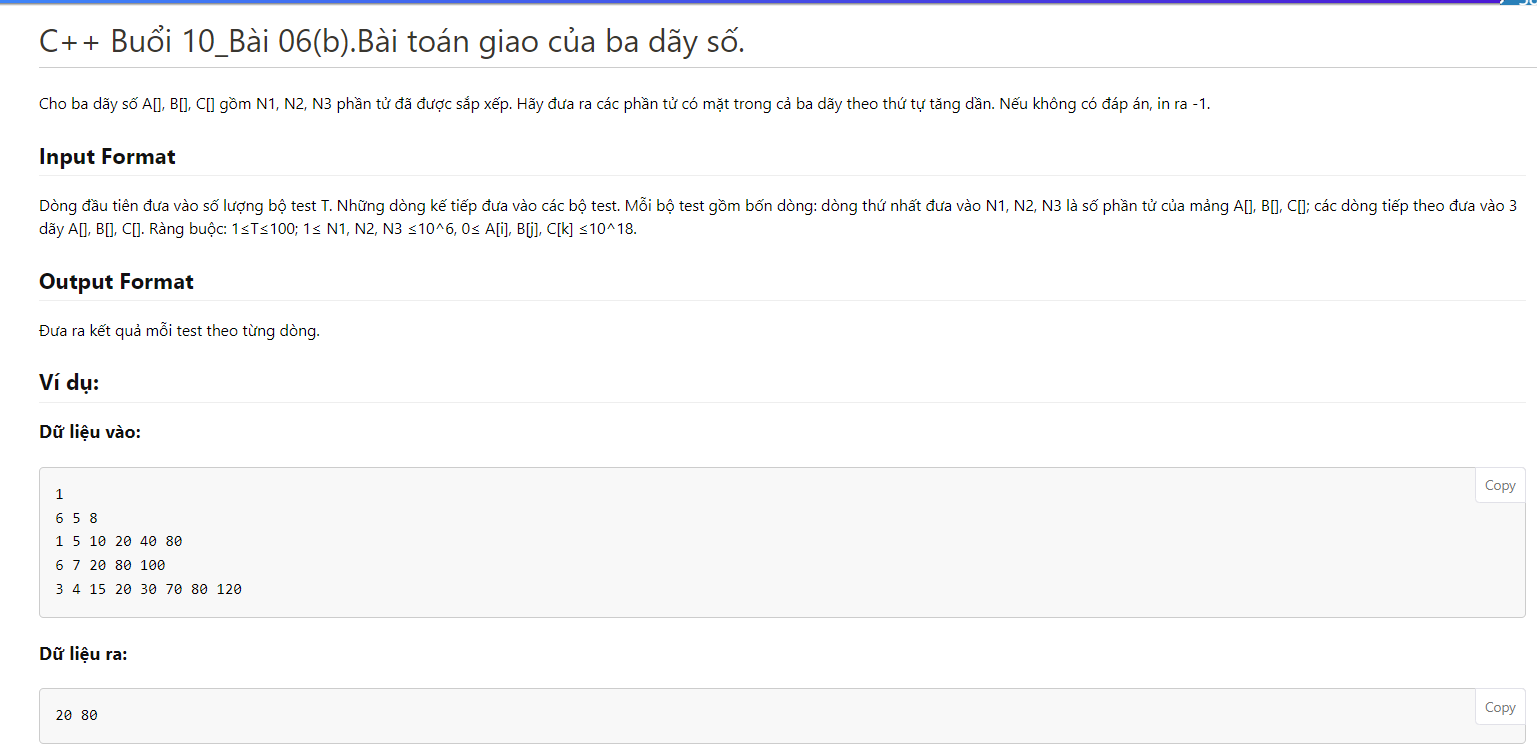 C++ Buổi 10_Bài 06(b).Bài toán giao của ba dãy số.
Cho ba dãy số A[], B[], C[] gồm N1, N2, N3 phần tử đã được sắp xếp. Hãy đưa ra các phần tử có mặt trong cả ba dãy theo thứ tự tăng dần. Nếu không có đáp án, in ra -1.
Input Format
Dòng đầu tiên đưa vào số lượng bộ test T. Những dòng kế tiếp đưa vào các bộ test. Mỗi bộ test gồm bốn dòng: dòng thứ nhất đưa vào N1, N2, N3 là số phần tử của mảng A[], B[], C[]; các dòng tiếp theo đưa vào 3
dãy A[], B[], C[]. Ràng buộc: 1≤T≤100; 1≤ N1, N2, N3 ≤10^6, 0≤ A[i], B[j], C[k] ≤10^18.
Output Format
Đưa ra kết quả mỗi test theo từng dòng.
Ví dụ:
Dữ liệu vào:
Copy
1
6 5 8
1 5 10 20 40 80
6 7 20 80 100
3 4 15 20 30 70 80 120
Dữ liệu ra:
Copy
20 80